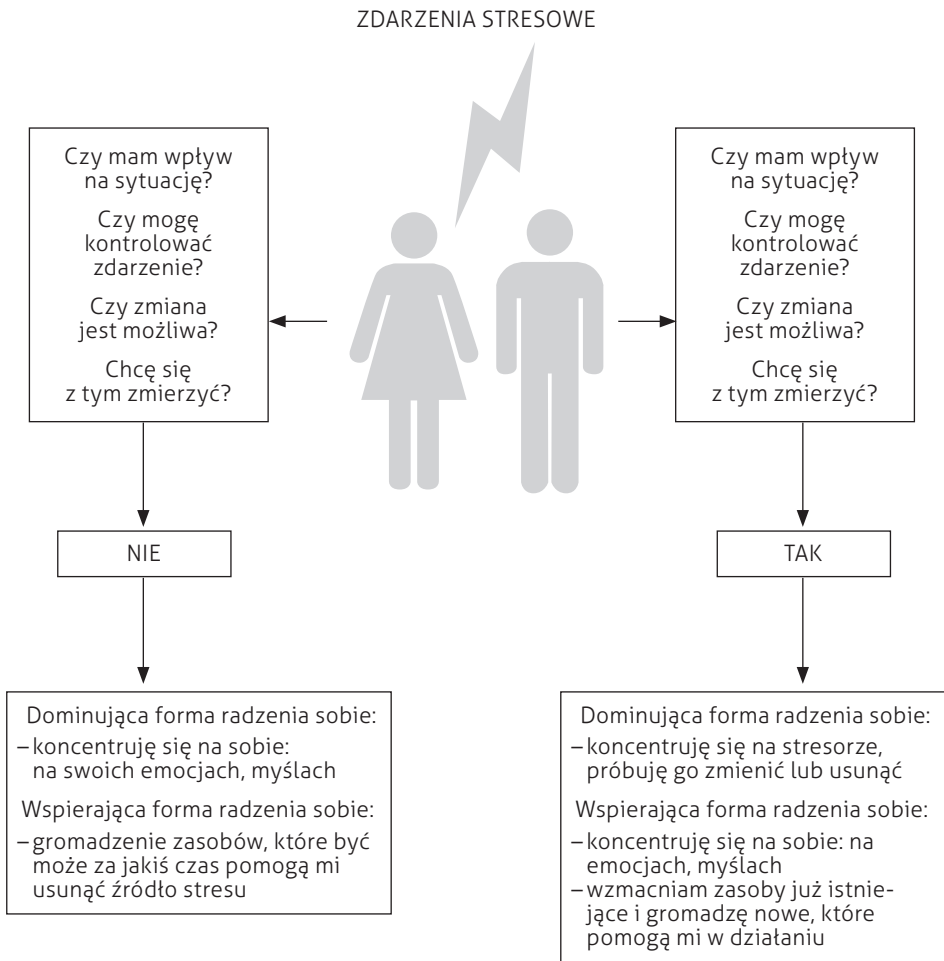 ZDARZENIA STRESOWE
Czy mam wpływ
na sytuację?
Czy mogę
kontrolować
zdarzenie?
Czy zmiana
jest możliwa?
Chcę się
z tym zmierzyć?
NIE
Dominująca forma radzenia sobie:
–koncentruję się na sobie:
na swoich emocjach, myślach
Wspierająca forma radzenia sobie:
–gromadzenie zasobów, które być
może za jakiś czas pomogą mi
usunąć źródło stresu
Czy mam wpływ
na sytuację?
Czy mogę
kontrolować
zdarzenie?
Czy zmiana
jest możliwa?
Chcę się
z tym zmierzyć?
TAK
Dominująca forma radzenia sobie:
–koncentruję się na stresorze,
próbuję go zmienić lub usunąć
Wspierająca forma radzenia sobie:
–koncentruję się na sobie: na
emocjach, myślach
–wzmacniam zasoby już istnie-
jące i gromadzę nowe, które
pomogą mi w działaniu